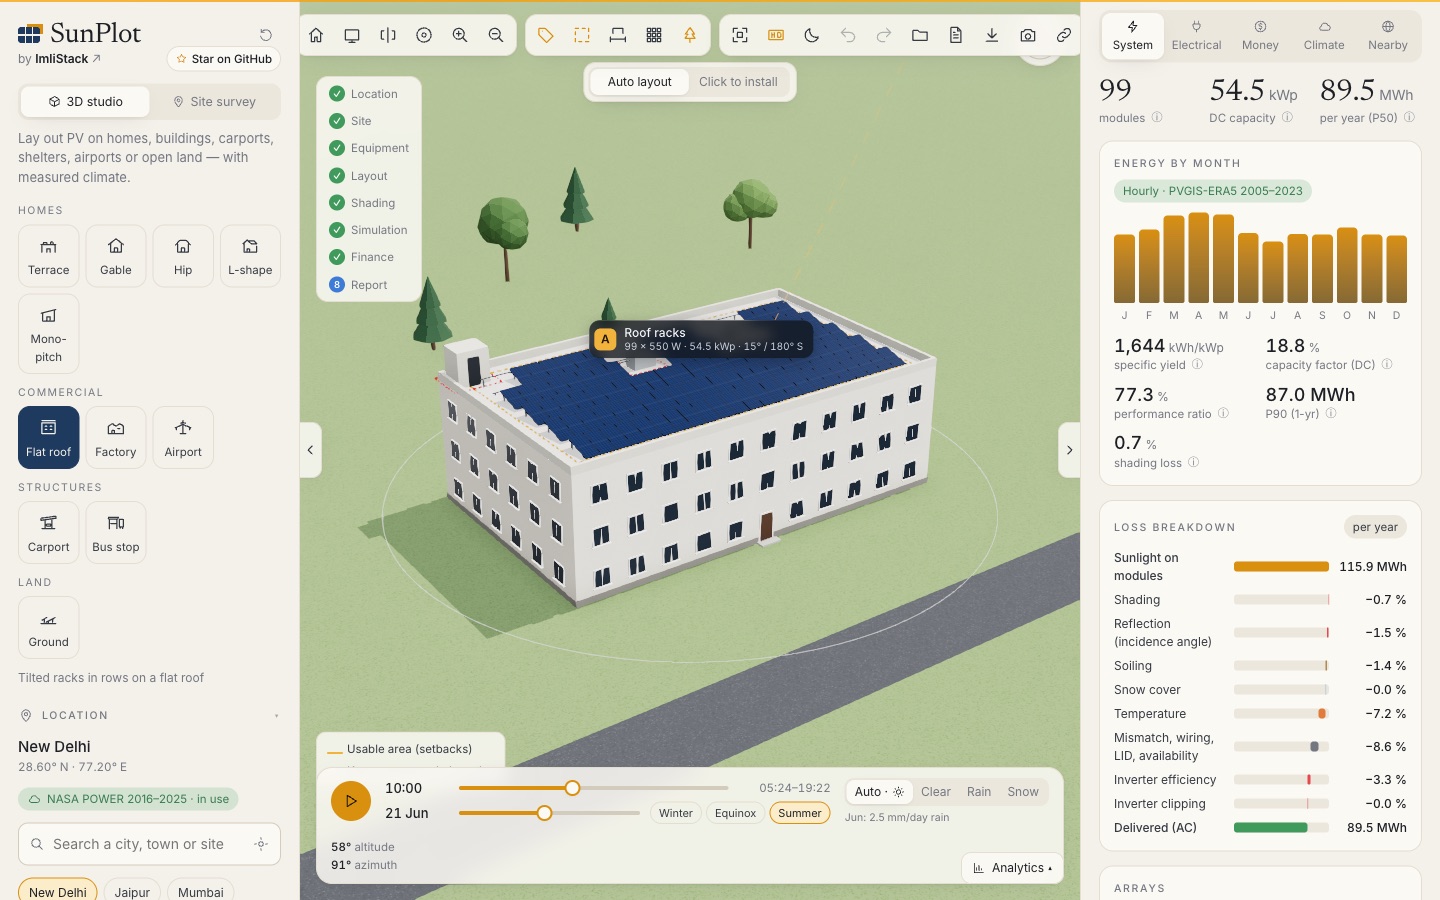 SunPlot
by ImliStack ↗
Star on GitHub
3D studio
Site survey
Lay out PV on homes, buildings, carports,
shelters, airports or open land — with
measured climate.
HOMES
Terrace
Gable
Hip
L-shape
Mono-
pitch
COMMERCIAL
Flat roof
Factory
Airport
STRUCTURES
Carport
Bus stop
LAND
Ground
Tilted racks in rows on a flat roof
LOCATION
New Delhi
28.60° N · 77.20° E
NASA POWER 2016–2025 · in use
Search a city, town or site
New Delhi
Jaipur
Mumbai
HD
Auto layout
Click to install
Location
Site
Equipment
Layout
Shading
Simulation
Finance
8 Report
A
Roof racks
99 × 550 W · 54.5 kWp · 15° / 180° S
Usable area (setbacks)
10:00
05:24–19:22
21 Jun
Winter
Equinox
Summer
58° altitude
91° azimuth
Auto ·
Clear
Rain
Snow
Jun: 2.5 mm/day rain
Analytics
System
Electrical
Money
Climate
Nearby
99
modules
54.5 kWp
DC capacity
89.5 MWh
per year (P50)
ENERGY BY MONTH
Hourly · PVGIS-ERA5 2005–2023
J F M A M J J A S O N D
1,644 kWh/kWp
specific yield
18.8 %
capacity factor (DC)
77.3 %
performance ratio
87.0 MWh
P90 (1-yr)
0.7 %
shading loss
LOSS BREAKDOWN
per year
Sunlight on
modules
115.9 MWh
Shading
−0.7 %
Reflection
(incidence angle)
−1.5 %
Soiling
−1.4 %
Snow cover
−0.0 %
Temperature
−7.2 %
Mismatch, wiring,
LID, availability
−8.6 %
Inverter efficiency
−3.3 %
Inverter clipping
−0.0 %
Delivered (AC)
89.5 MWh
ARRAYS